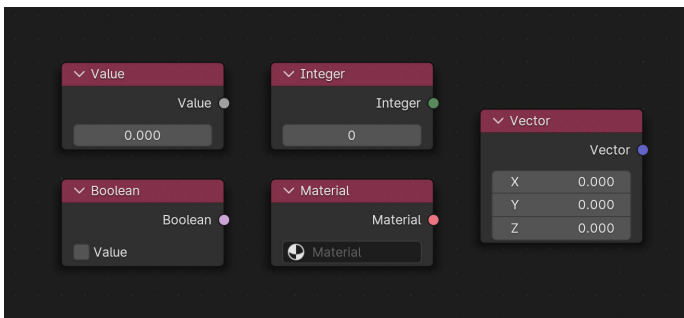 Value
Value
0.000
Integer
Integer
0
Boolean
Boolean
Value
Material
Material
Material
Vector
Vector
X 0.000
Y 0.000
Z 0.000